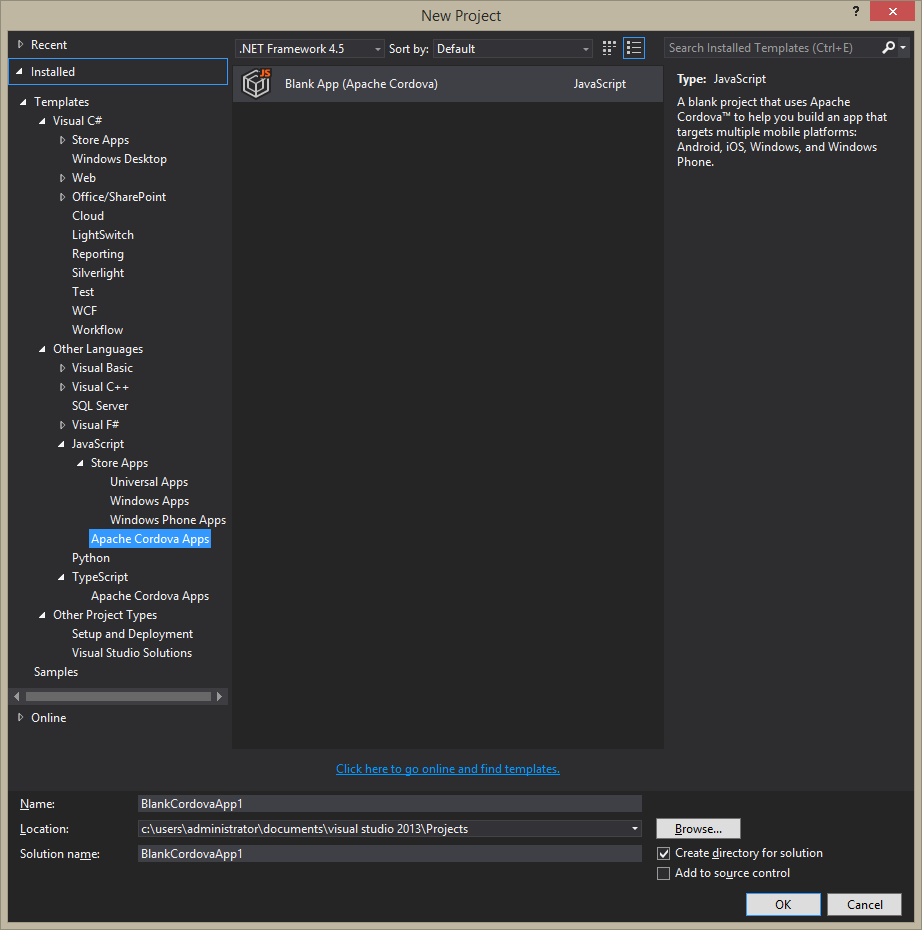 New Project
?
Recent
Installed
Templates
Visual C#
Store Apps
Windows Desktop
Web
Office/SharePoint
Cloud
LightSwitch
Reporting
Silverlight
Test
WCF
Workflow
Other Languages
Visual Basic
Visual C++
SQL Server
Visual F#
JavaScript
Store Apps
Universal Apps
Windows Apps
Windows Phone Apps
Apache Cordova Apps
Python
TypeScript
Apache Cordova Apps
Other Project Types
Setup and Deployment
Visual Studio Solutions
Samples
Online
.NET Framework 4.5 Sort by: Default
JS
Blank App (Apache Cordova) JavaScript
Search Installed Templates (Ctrl+E)
Type: JavaScript
A blank project that uses Apache
Cordova™ to help you build an app that
targets multiple mobile platforms:
Android, iOS, Windows, and Windows
Phone.
Click here to go online and find templates.
Name: BlankCordovaApp1
Location: c:\users\administrator\documents\visual studio 2013\Projects Browse...
Solution name: BlankCordovaApp1
Create directory for solution
Add to source control
OK Cancel